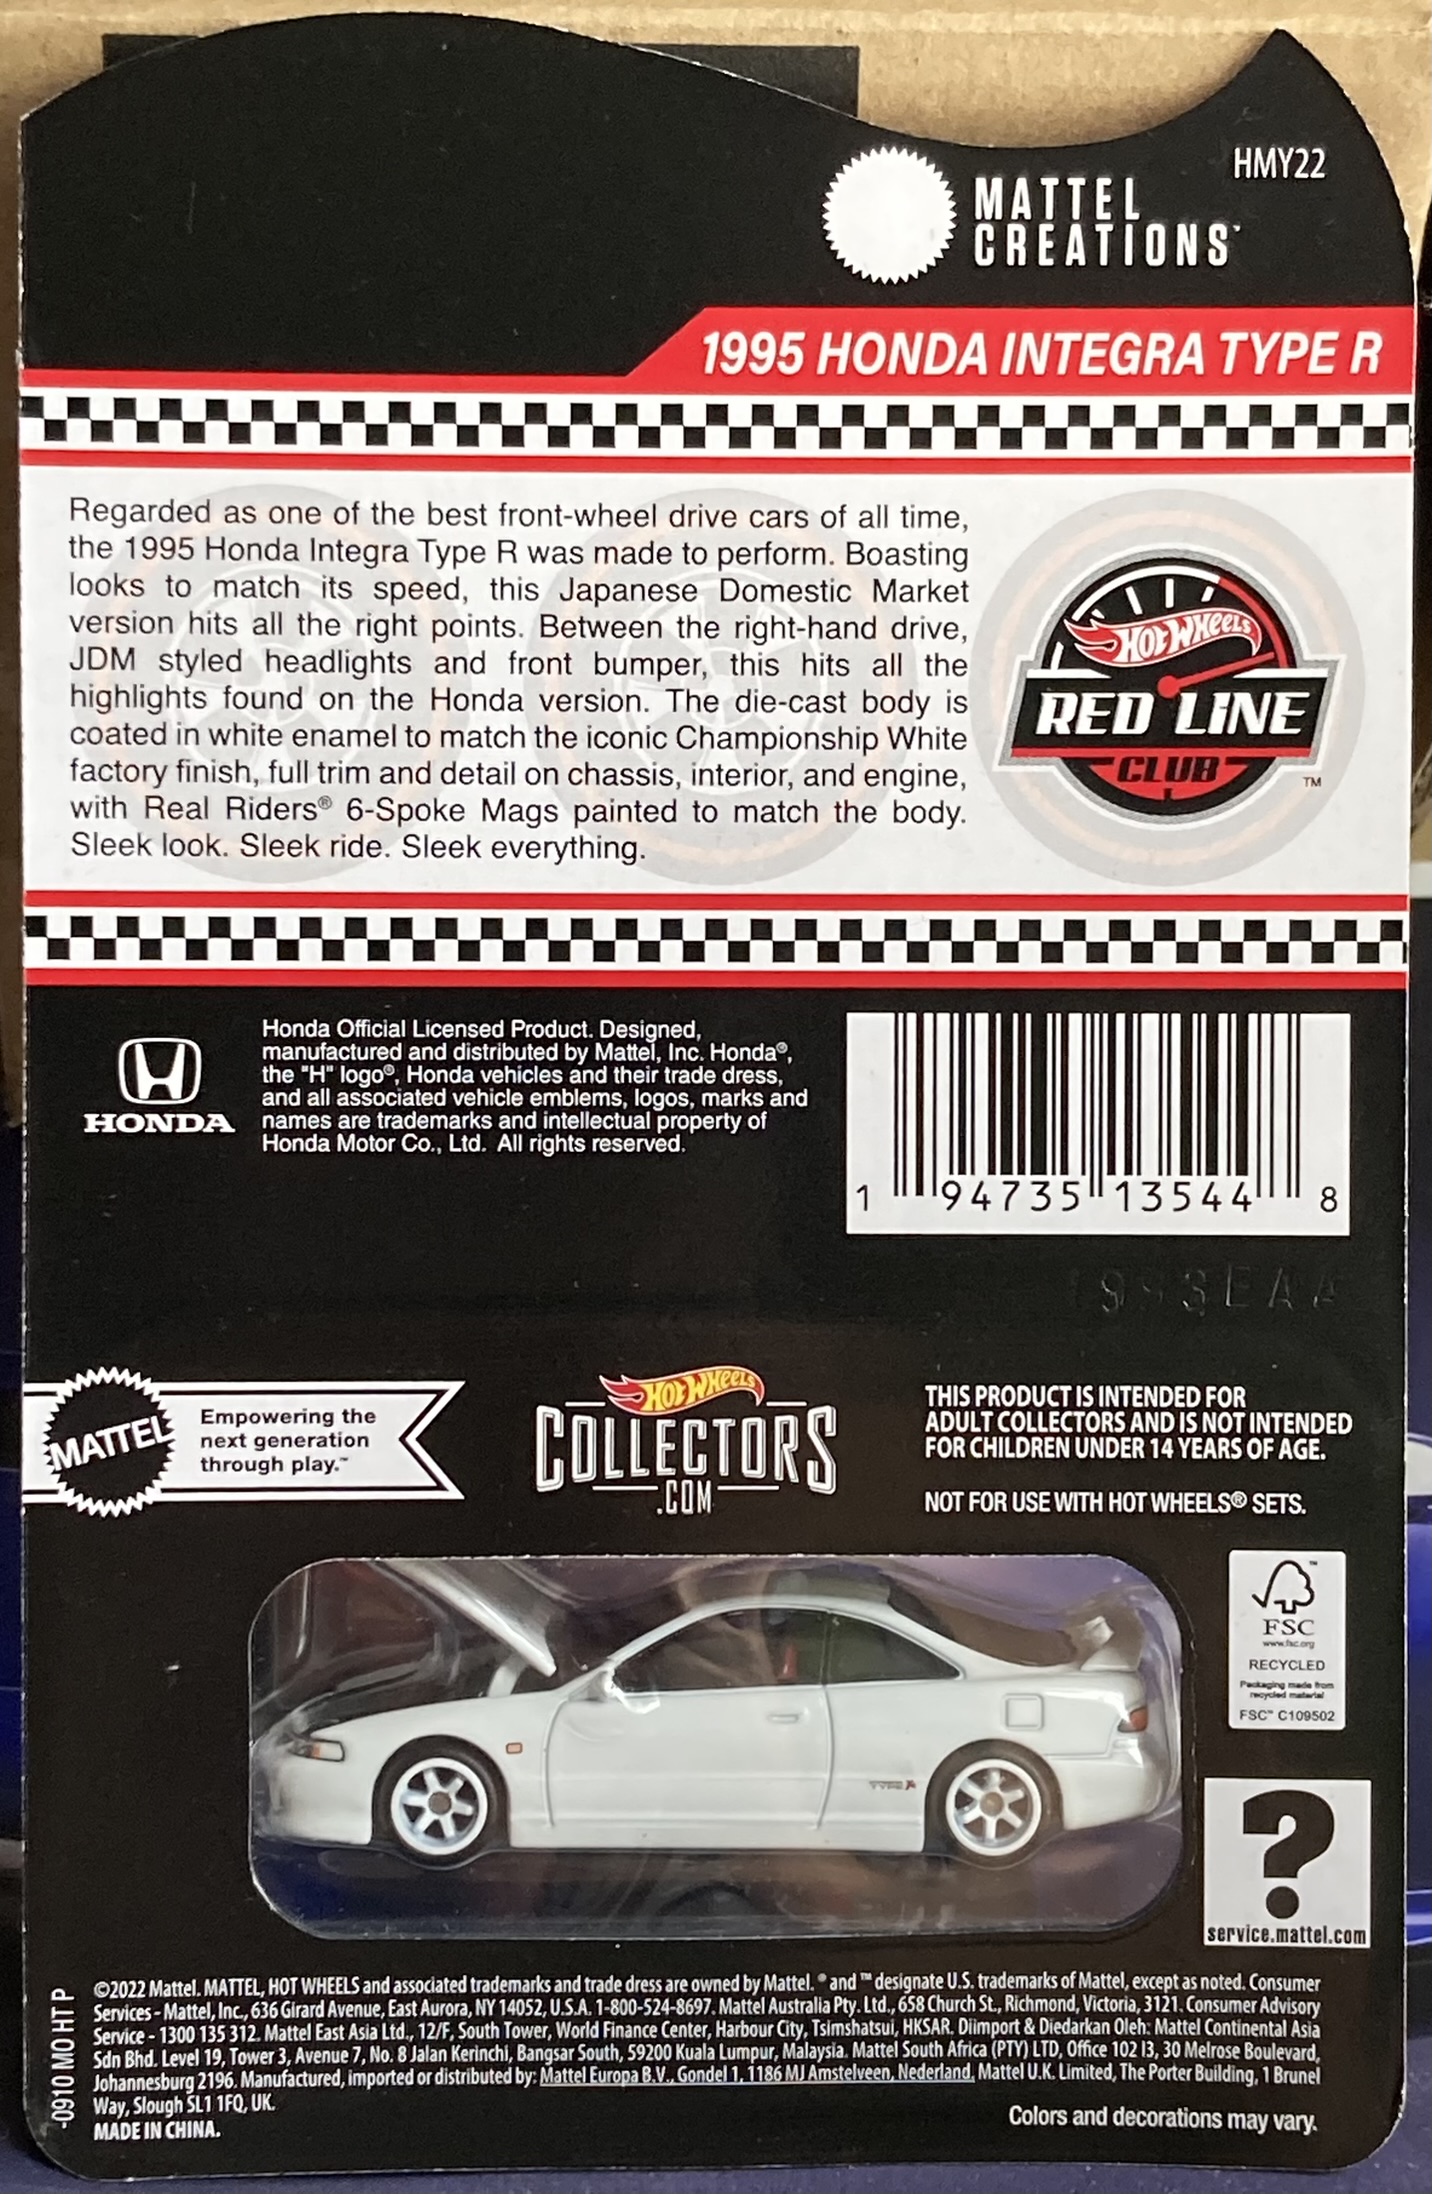 HMY22
MATTEL
CREATIONS™
1995 HONDA INTEGRA TYPE R
Regarded as one of the best front-wheel drive cars of all time,
the 1995 Honda Integra Type R was made to perform. Boasting
looks to match its speed, this Japanese Domestic Market
version hits all the right points. Between the right-hand drive,
JDM styled headlights and front bumper, this hits all the
highlights found on the Honda version. The die-cast body is
coated in white enamel to match the iconic Championship White
factory finish, full trim and detail on chassis, interior, and engine,
with Real Riders® 6-Spoke Mags painted to match the body.
Sleek look. Sleek ride. Sleek everything.
HOT WHEELS
RED LINE
CLUB
™
HONDA
Honda Official Licensed Product. Designed,
manufactured and distributed by Mattel, Inc. Honda®,
the "H" logo®, Honda vehicles and their trade dress,
and all associated vehicle emblems, logos, marks and
names are trademarks and intellectual property of
Honda Motor Co., Ltd. All rights reserved.
1 94735 13544 8
MATTEL
Empowering the
next generation
through play.™
HOT WHEELS
COLLECTORS
.COM
THIS PRODUCT IS INTENDED FOR
ADULT COLLECTORS AND IS NOT INTENDED
FOR CHILDREN UNDER 14 YEARS OF AGE.
NOT FOR USE WITH HOT WHEELS® SETS.
FSC
www.fsc.org
RECYCLED
Packaging made from
recycled material
FSC™ C109502
TYPE R
?
service.mattel.com
-0910 MO HT P
©2022 Mattel. MATTEL, HOT WHEELS and associated trademarks and trade dress are owned by Mattel. ® and ™ designate U.S. trademarks of Mattel, except as noted. Consumer
Services - Mattel, Inc., 636 Girard Avenue, East Aurora, NY 14052, U.S.A. 1-800-524-8697. Mattel Australia Pty. Ltd., 658 Church St., Richmond, Victoria, 3121. Consumer Advisory
Service - 1300 135 312. Mattel East Asia Ltd., 12/F, South Tower, World Finance Center, Harbour City, Tsimshatsui, HKSAR. Diimport & Diedarkan Oleh: Mattel Continental Asia
Sdn Bhd. Level 19, Tower 3, Avenue 7, No. 8 Jalan Kerinchi, Bangsar South, 59200 Kuala Lumpur, Malaysia. Mattel South Africa (PTY) LTD, Office 102 I3, 30 Melrose Boulevard,
Johannesburg 2196. Manufactured, imported or distributed by: Mattel Europa B.V., Gondel 1, 1186 MJ Amstelveen, Nederland. Mattel U.K. Limited, The Porter Building, 1 Brunel
Way, Slough SL1 1FQ, UK.
MADE IN CHINA.
Colors and decorations may vary.